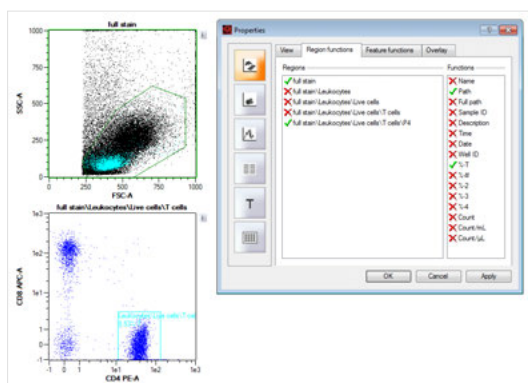 full stain
1000
750
SSC-A
500
250
0
0
250
500
750
1000
FSC-A
full stain\Leukocytes\Live cells\T cells
1e3
1e2
CD8 APC-A
1e1
1
0
-1
-1
0
1
1e1
1e2
1e3
CD4 PE-A
Properties
View
Region functions
Feature functions
Overlay
Regions
full stain
full stain\Leukocytes
full stain\Leukocytes\Live cells
full stain\Leukocytes\Live cells\T cells
full stain\Leukocytes\Live cells\T cells\P4
Functions
Name
Path
Full path
Sample ID
Description
Time
Date
Well ID
%-T
%-#
%-2
%-3
%-4
Count
Count/mL
Count/µL
T
OK
Cancel
Apply